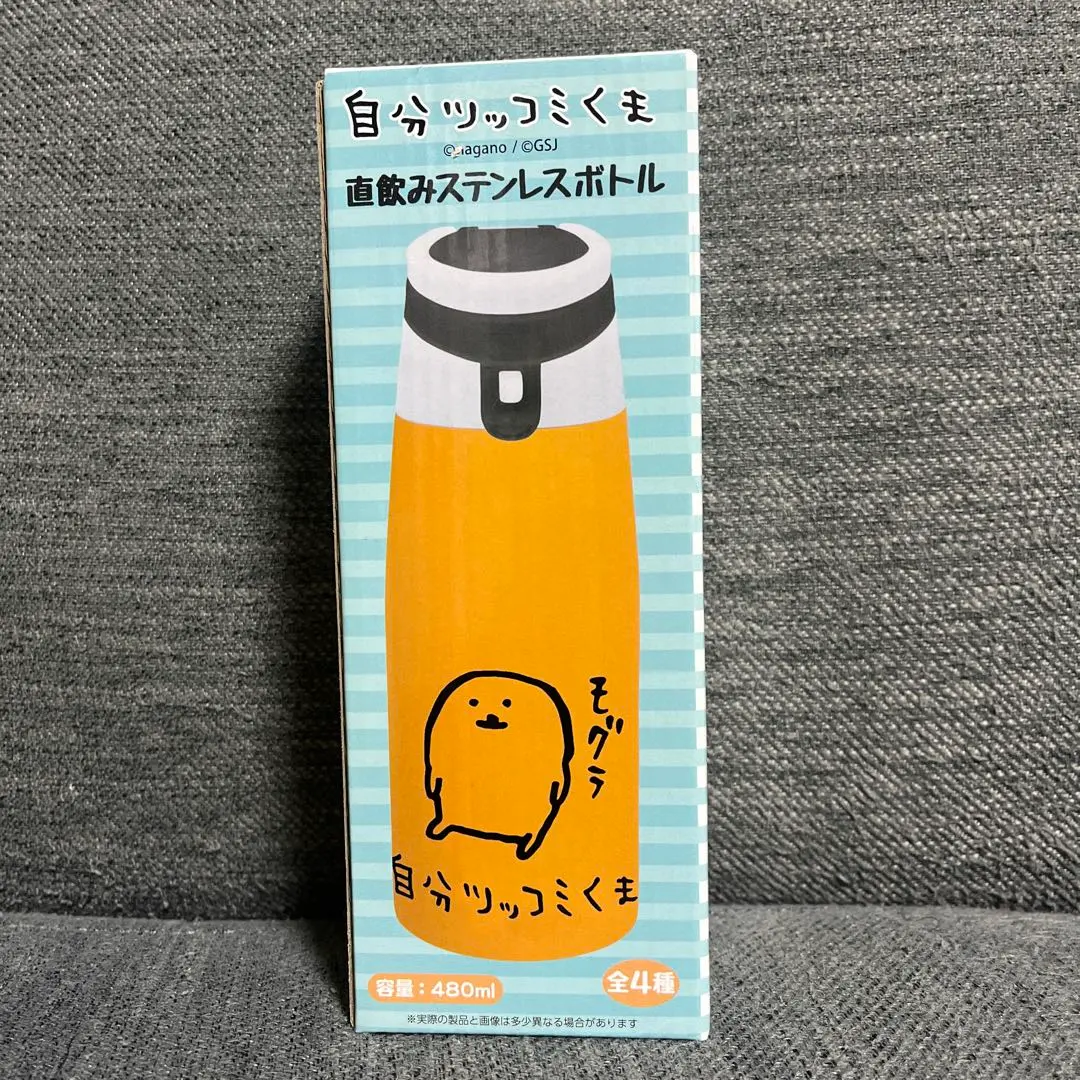 自分ツッコミくま
©nagano / ©GSJ
直飲みステンレスボトル
モグラ
自分ツッコミくま
容量：480ml
全4種
※実際の製品と画像は多少異なる場合があります